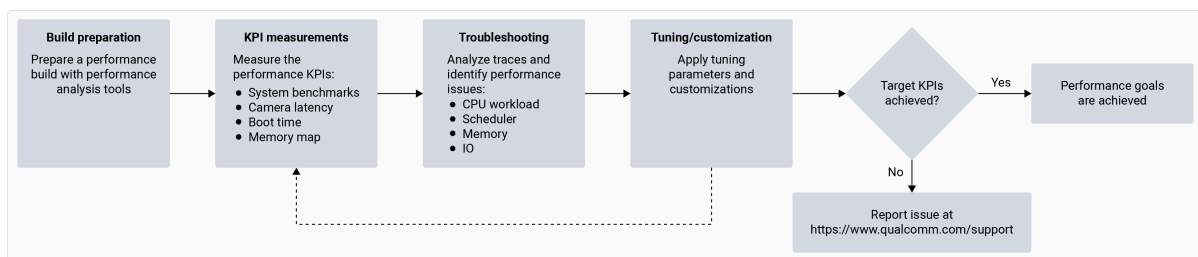 Build preparation
Prepare a performance
build with performance
analysis tools
KPI measurements
Measure the
performance KPIs:
● System benchmarks
● Camera latency
● Boot time
● Memory map
Troubleshooting
Analyze traces and
identify performance
issues:
● CPU workload
● Scheduler
● Memory
● IO
Tuning/customization
Apply tuning
parameters and
customizations
Target KPIs
achieved?
Yes
Performance goals
are achieved
No
Report issue at
https://www.qualcomm.com/support